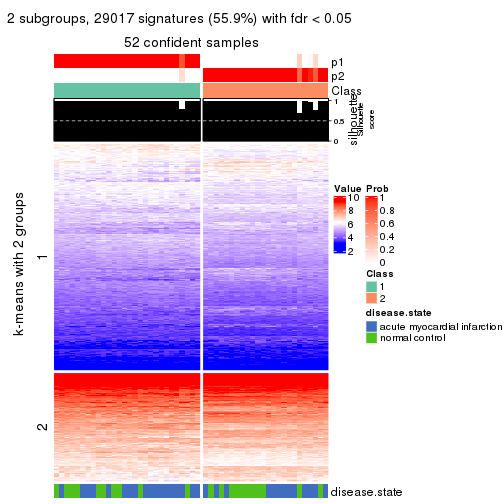 2 subgroups, 29017 signatures (55.9%) with fdr < 0.05
52 confident samples
p1
p2
Class
silhouette
Silhouette
score
1
0.5
0
k-means with 2 groups
1
2
disease.state
Value
10
8
6
4
2
Prob
1
0.8
0.6
0.4
0.2
0
Class
1
2
disease.state
acute myocardial infarction
normal control